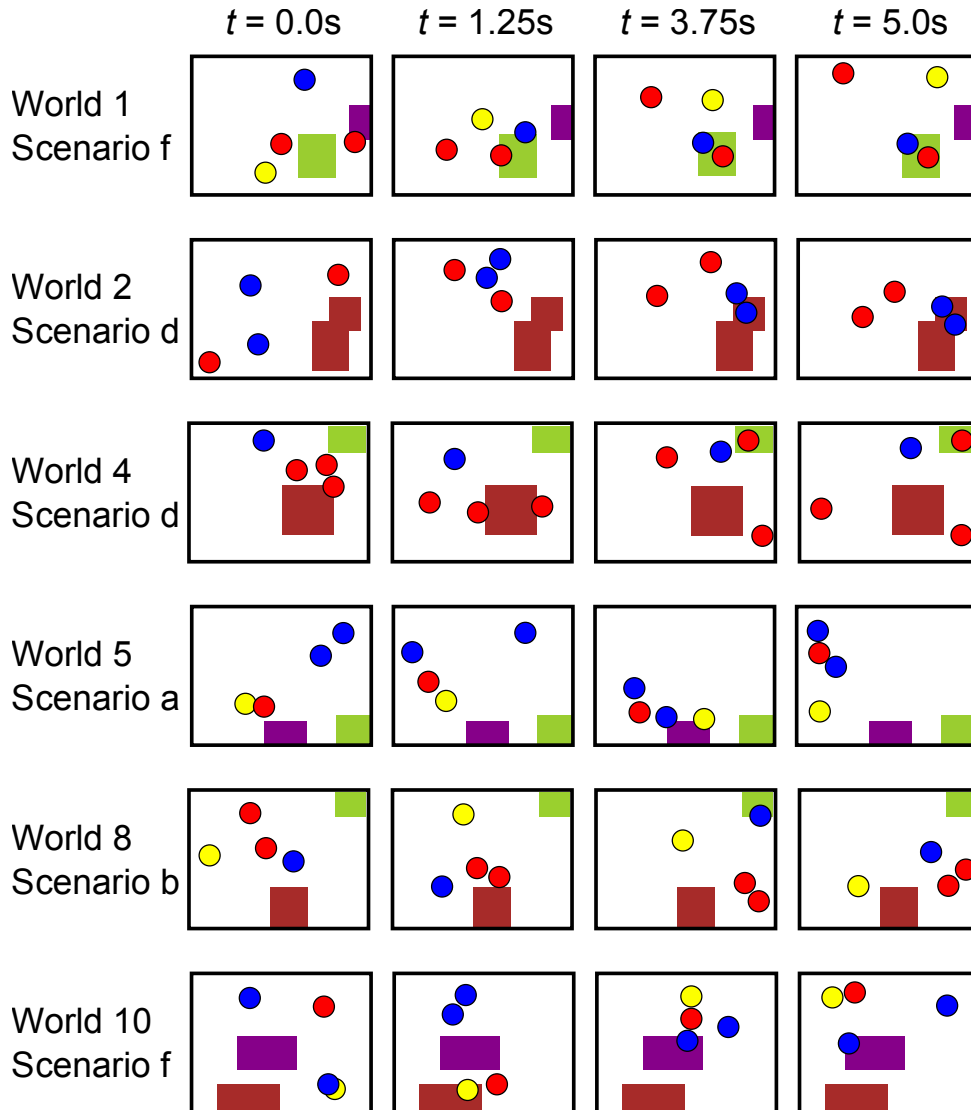 t = 0.0s t = 1.25s t = 3.75s t = 5.0s
World 1
Scenario f
World 2
Scenario d
World 4
Scenario d
World 5
Scenario a
World 8
Scenario b
World 10
Scenario f